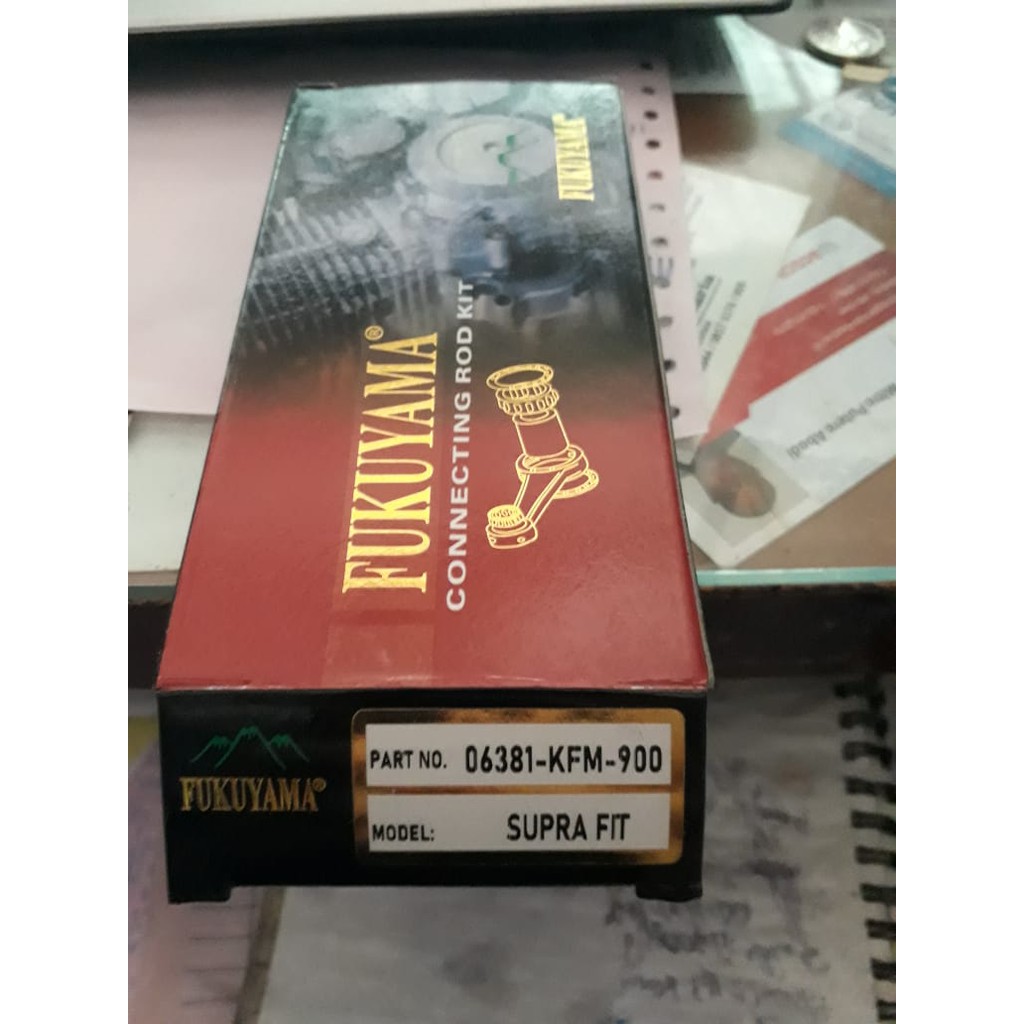 FUKUYAMA®
FUKUYAMA®
CONNECTING ROD KIT
FUKUYAMA®
PART NO. 06381-KFM-900
MODEL: SUPRA FIT